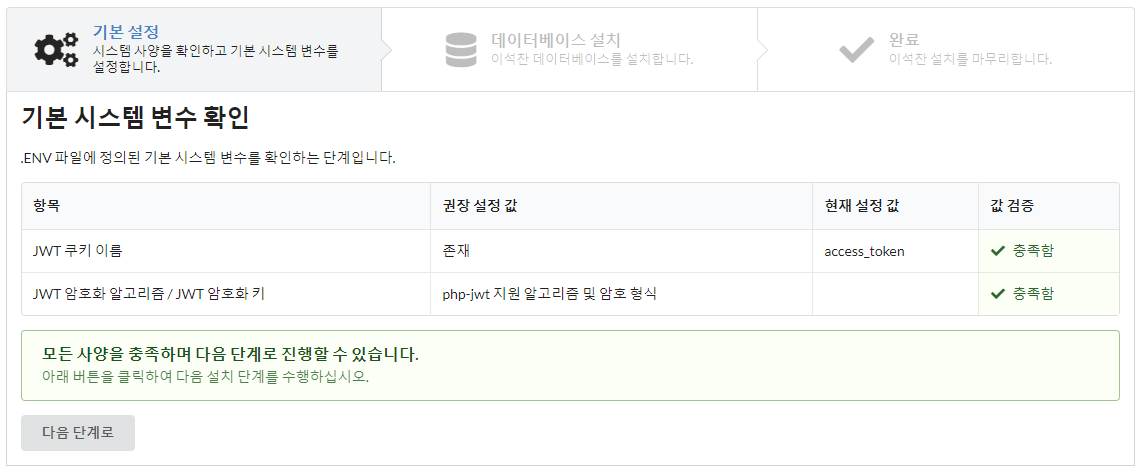 기본 설정
시스템 사양을 확인하고 기본 시스템 변수를
설정합니다.
데이터베이스 설치
이석찬 데이터베이스를 설치합니다.
완료
이석찬 설치를 마무리합니다.
기본 시스템 변수 확인
.ENV 파일에 정의된 기본 시스템 변수를 확인하는 단계입니다.
항목 권장 설정 값 현재 설정 값 값 검증
JWT 쿠키 이름 존재 access_token 충족함
JWT 암호화 알고리즘 / JWT 암호화 키 php-jwt 지원 알고리즘 및 암호 형식 충족함
모든 사양을 충족하며 다음 단계로 진행할 수 있습니다.
아래 버튼을 클릭하여 다음 설치 단계를 수행하십시오.
다음 단계로